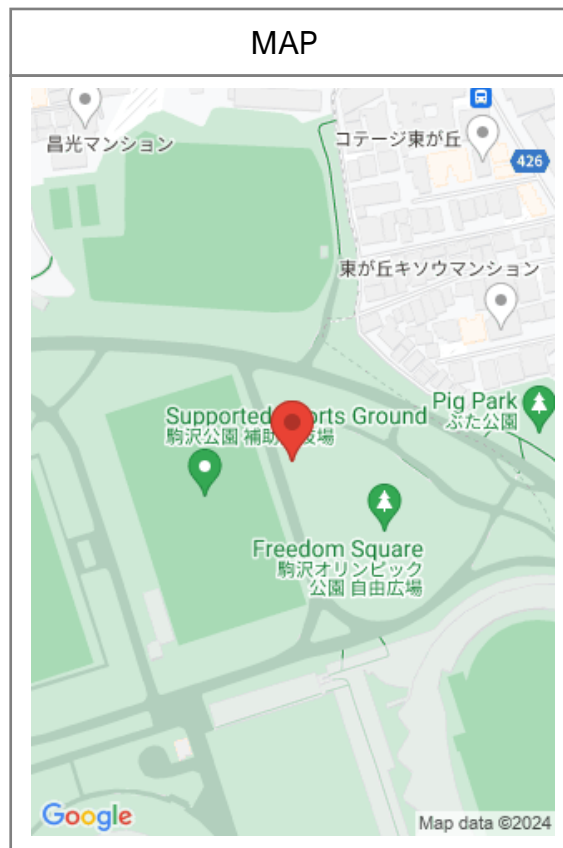 MAP
昌光マンション
コテージ東が丘
426
東が丘キソウマンション
Pig Park
ぶた公園
Supported Sports Ground
駒沢公園 補助競技場
Freedom Square
駒沢オリンピック
公園 自由広場
Google
Map data ©2024